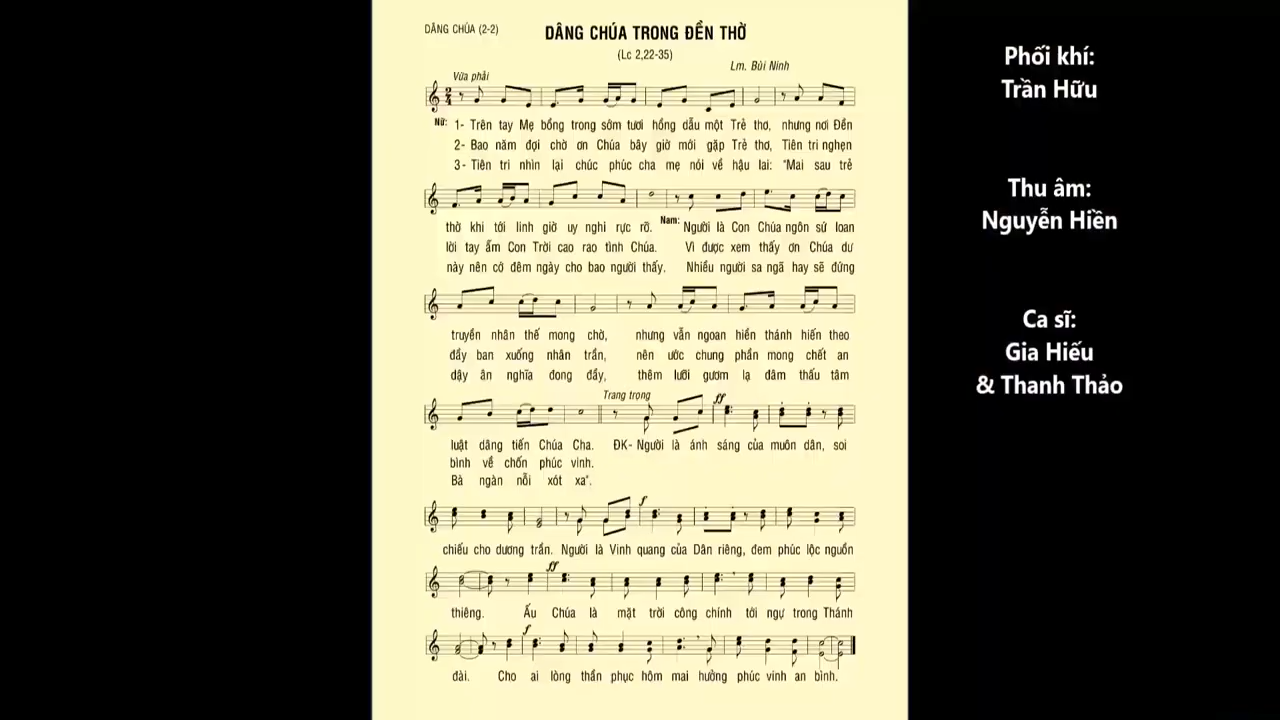 DÂNG CHÚA (2-2)
DÂNG CHÚA TRONG ĐỀN THỜ
(Lc 2,22-35)
Lm. Bùi Ninh
Vừa phải
Nữ: 1- Trên tay Mẹ bồng trong sớm tươi hồng dẫu một Trẻ thơ, nhưng nơi Đền
2- Bao năm đợi chờ ơn Chúa bây giờ mới gặp Trẻ thơ, Tiên tri nghẹn
3- Tiên tri nhìn lại chúc phúc cha mẹ nói về hậu lai: "Mai sau trẻ
thờ khi tới linh giờ uy nghi rực rỡ. Nam: Người là Con Chúa ngôn sứ loan
lời tay ẵm Con Trời cao rao tình Chúa. Vì được xem thấy ơn Chúa dư
này nên cớ đêm ngày cho bao người thấy. Nhiều người sa ngã hay sẽ đứng
truyền nhân thế mong chờ, nhưng vẫn ngoan hiền thánh hiến theo
đầy ban xuống nhân trần, nên ước chung phần mong chết an
dậy ân nghĩa đong đầy, thêm lưỡi gươm lạ đâm thấu tâm
Trang trọng
ff
luật dâng tiến Chúa Cha. ĐK- Người là ánh sáng của muôn dân, soi
bình về chốn phúc vinh.
Bà ngàn nỗi xót xa".
f
chiếu cho dương trần. Người là Vinh quang của Dân riêng, đem phúc lộc nguồn
ff
thiêng. Ấu Chúa là mặt trời công chính tới ngự trong Thánh
f
đài. Cho ai lòng thần phục hôm mai hưởng phúc vinh an bình.
Phối khí:
Trần Hữu
Thu âm:
Nguyễn Hiền
Ca sĩ:
Gia Hiếu
& Thanh Thảo